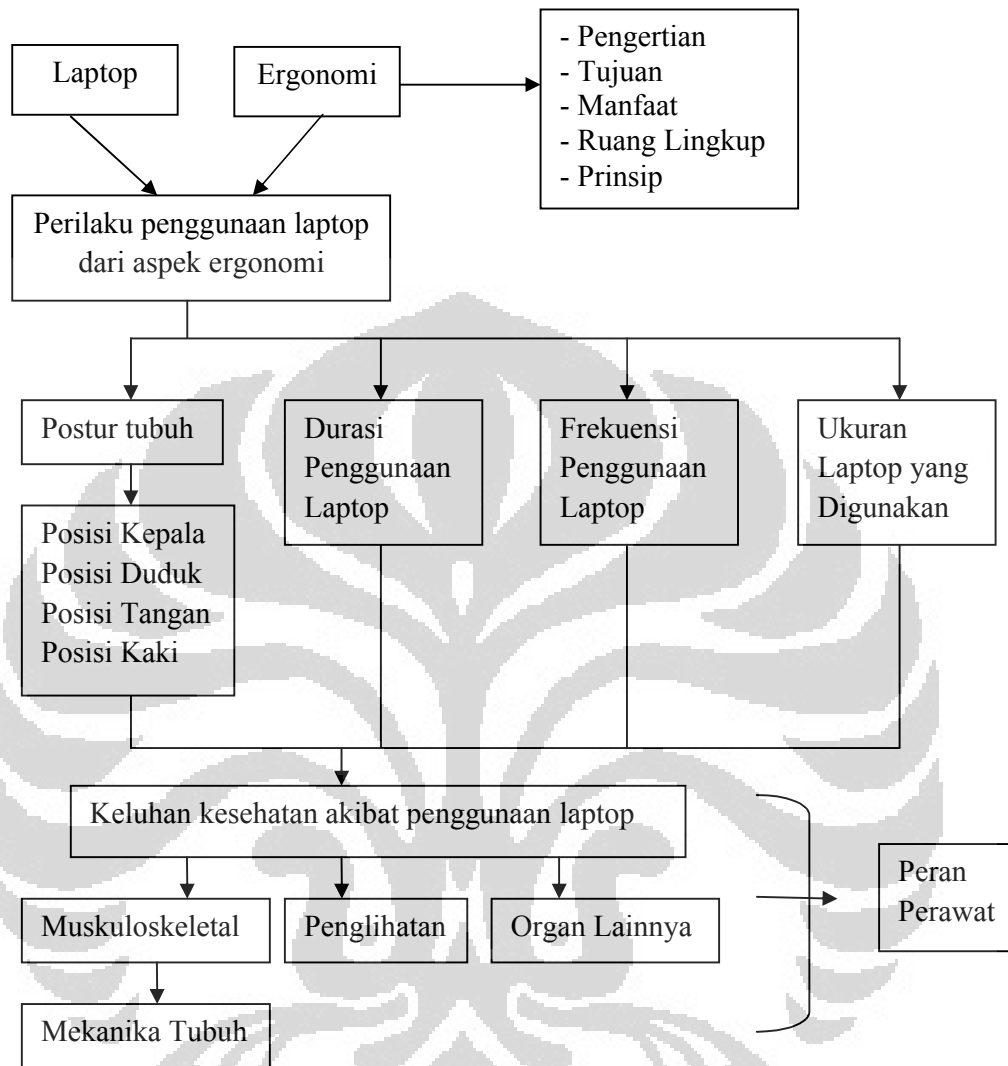 Laptop
Ergonomi
- Pengertian
- Tujuan
- Manfaat
- Ruang Lingkup
- Prinsip
Perilaku penggunaan laptop
dari aspek ergonomi
Postur tubuh
Durasi
Penggunaan
Laptop
Frekuensi
Penggunaan
Laptop
Ukuran
Laptop yang
Digunakan
Posisi Kepala
Posisi Duduk
Posisi Tangan
Posisi Kaki
Keluhan kesehatan akibat penggunaan laptop
Peran
Perawat
Muskuloskeletal
Penglihatan
Organ Lainnya
Mekanika Tubuh